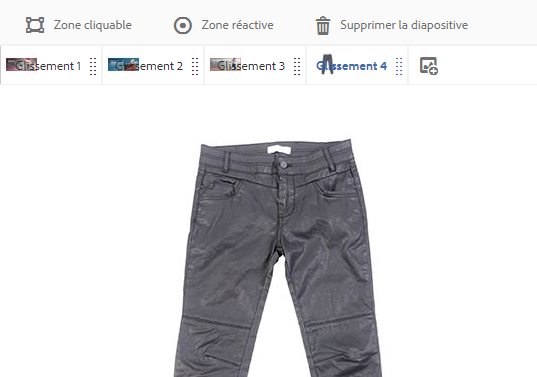 Zone cliquable Zone réactive Supprimer la diapositive
Glissement 1 Glissement 2 Glissement 3 Glissement 4